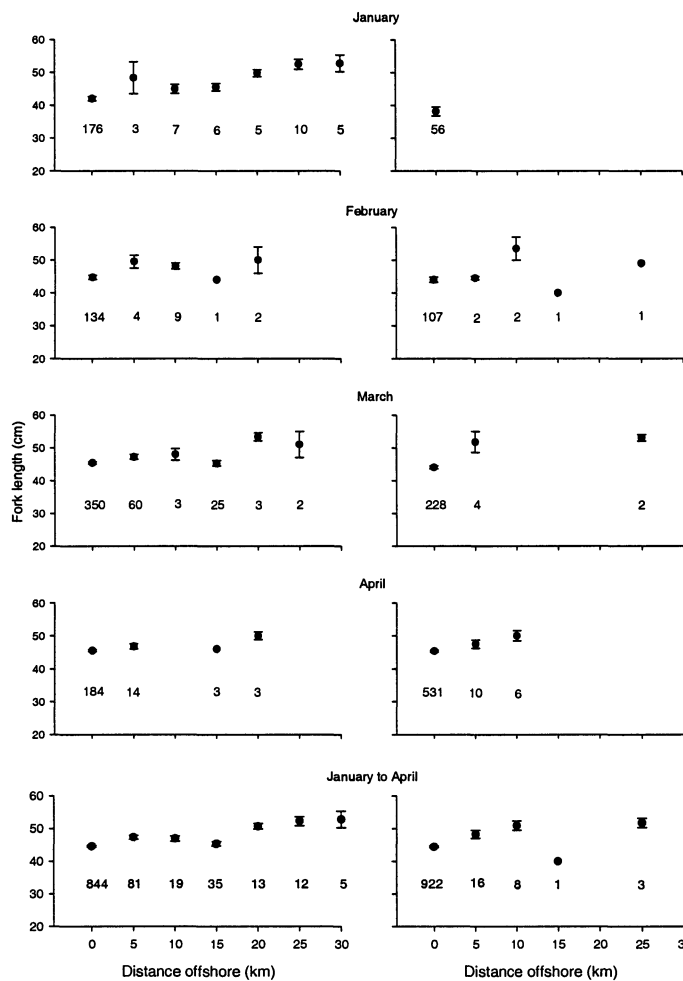 January
60
50
40
30
20
176 3 7 6 5 10 5
56
February
60
50
40
30
20
134 4 9 1 2
107 2 2 1 1
March
Fork length (cm)
60
50
40
30
20
350 60 3 25 3 2
228 4 2
April
60
50
40
30
20
184 14 3 3
531 10 6
January to April
60
50
40
30
20
844 81 19 35 13 12 5
922 16 8 1 3
0 5 10 15 20 25 30
0 5 10 15 20 25
Distance offshore (km)
Distance offshore (km)